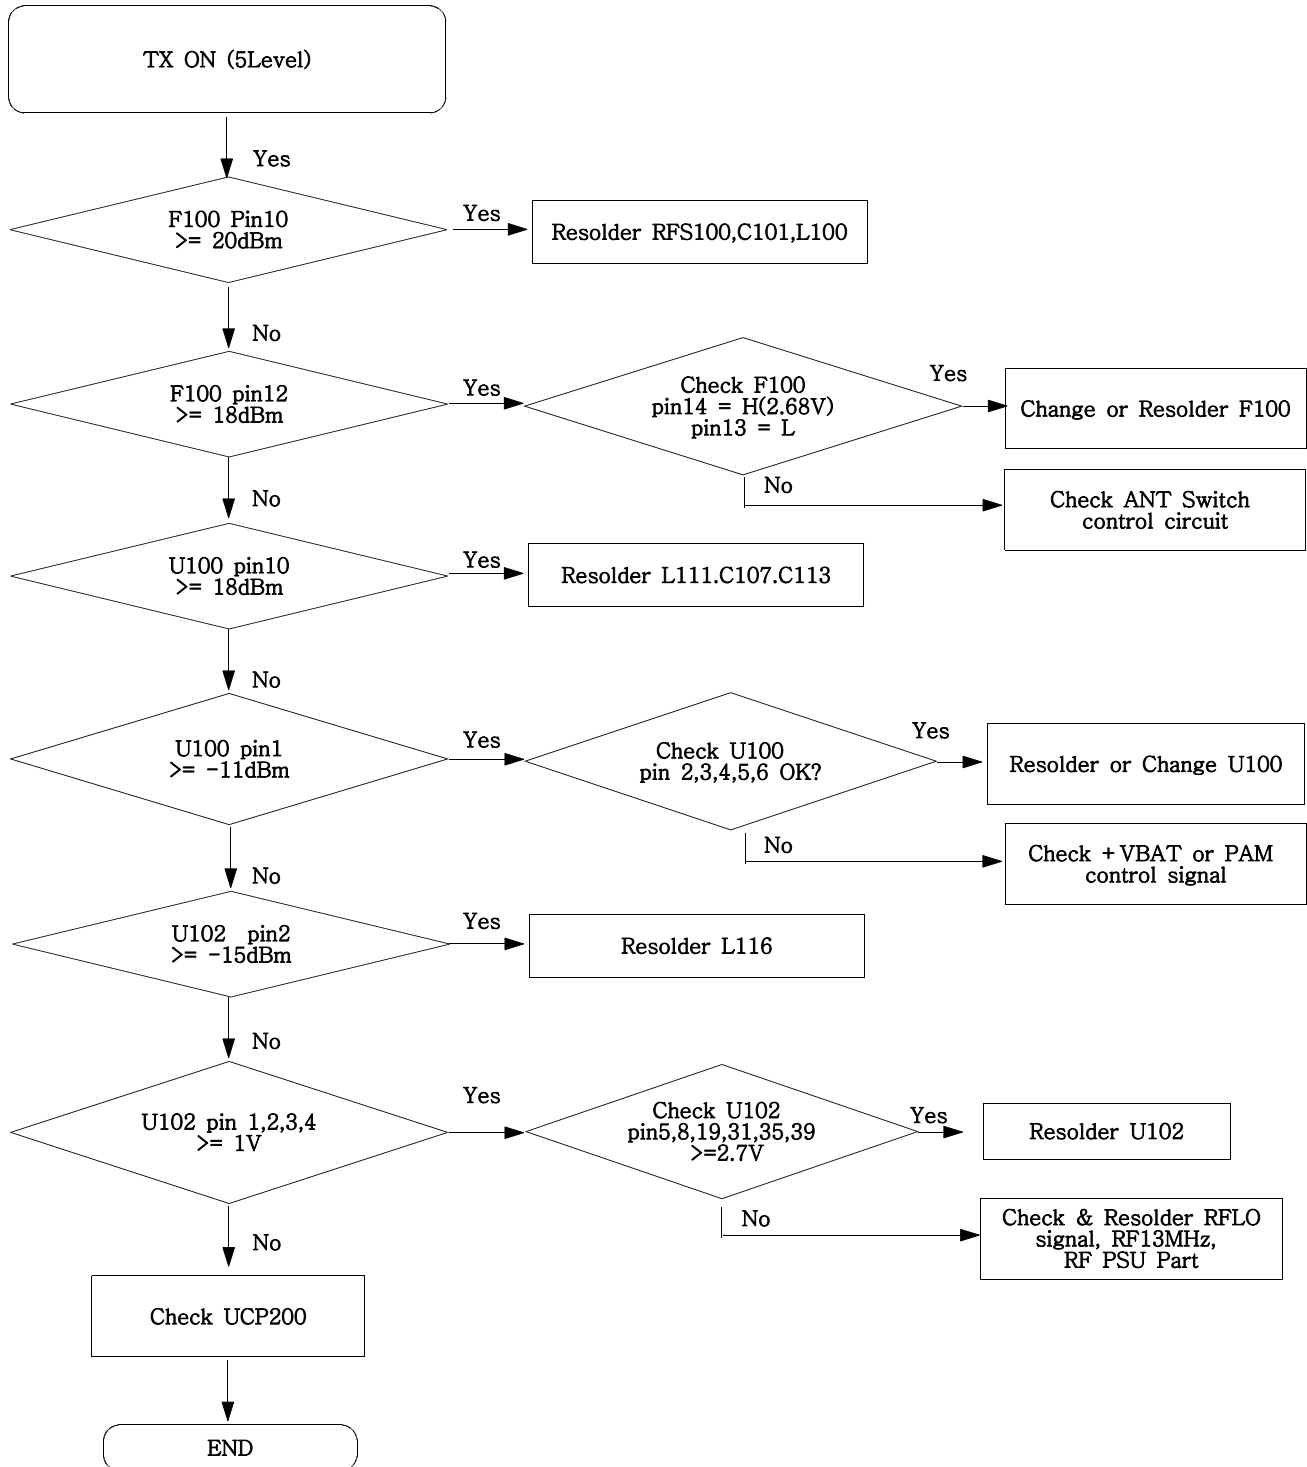 TX ON (5Level)
Yes
F100 Pin10
>= 20dBm
Yes
Resolder RFS100,C101,L100
No
F100 pin12
>= 18dBm
Yes
Check F100
pin14 = H(2.68V)
pin13 = L
Yes
Change or Resolder F100
No
Check ANT Switch
control circuit
No
U100 pin10
>= 18dBm
Yes
Resolder L111.C107.C113
No
U100 pin1
>= -11dBm
Yes
Check U100
pin 2,3,4,5,6 OK?
Yes
Resolder or Change U100
No
Check +VBAT or PAM
control signal
No
U102 pin2
>= -15dBm
Yes
Resolder L116
No
U102 pin 1,2,3,4
>= 1V
Yes
Check U102
pin5,8,19,31,35,39
>=2.7V
Yes
Resolder U102
No
Check & Resolder RFLO
signal, RF13MHz,
RF PSU Part
No
Check UCP200
END